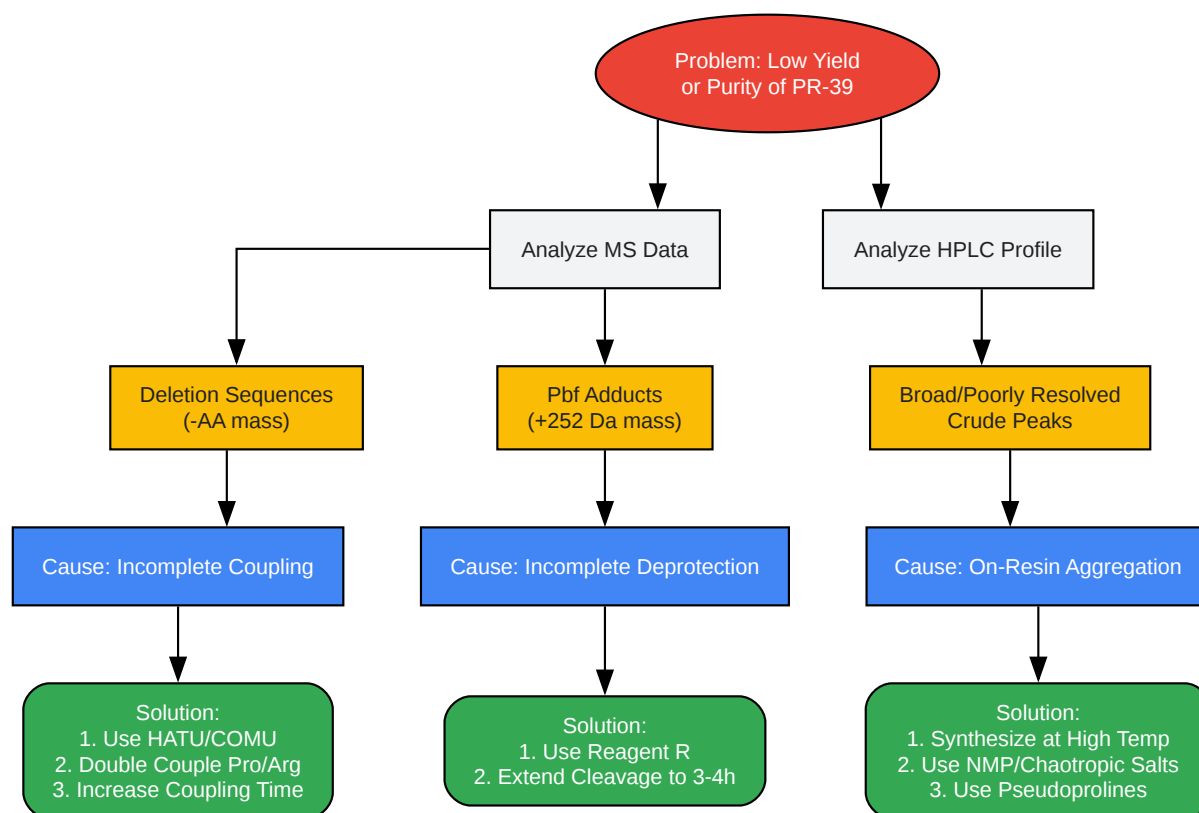 Problem: Low Yield
or Purity of PR-39
Analyze MS Data
Analyze HPLC Profile
Deletion Sequences
(-AA mass)
Pbf Adducts
(+252 Da mass)
Broad/Poorly Resolved
Crude Peaks
Cause: Incomplete Coupling
Cause: Incomplete Deprotection
Cause: On-Resin Aggregation
Solution:
1. Use HATU/COMU
2. Double Couple Pro/Arg
3. Increase Coupling Time
Solution:
1. Use Reagent R
2. Extend Cleavage to 3-4h
Solution:
1. Synthesize at High Temp
2. Use NMP/Chaotropic Salts
3. Use Pseudoprolines